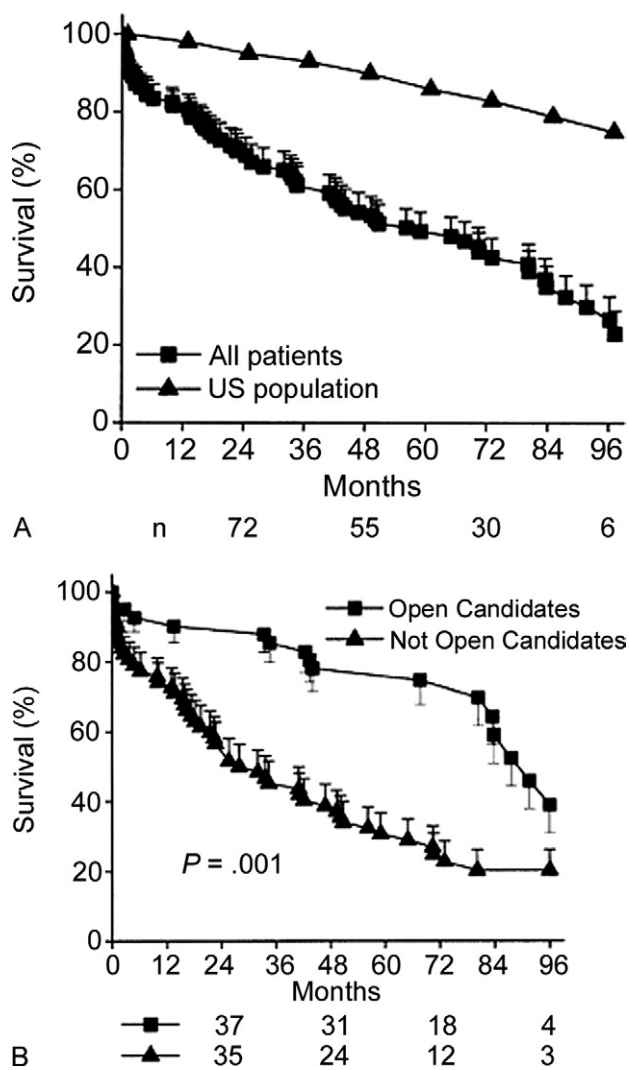 100
80
60
40
20
0
Survival (%)
All patients
US population
0 12 24 36 48 60 72 84 96
Months
A n 72 55 30 6
100
80
60
40
20
0
Survival (%)
Open Candidates
Not Open Candidates
P = .001
0 12 24 36 48 60 72 84 96
Months
37 31 18 4
B 35 24 12 3